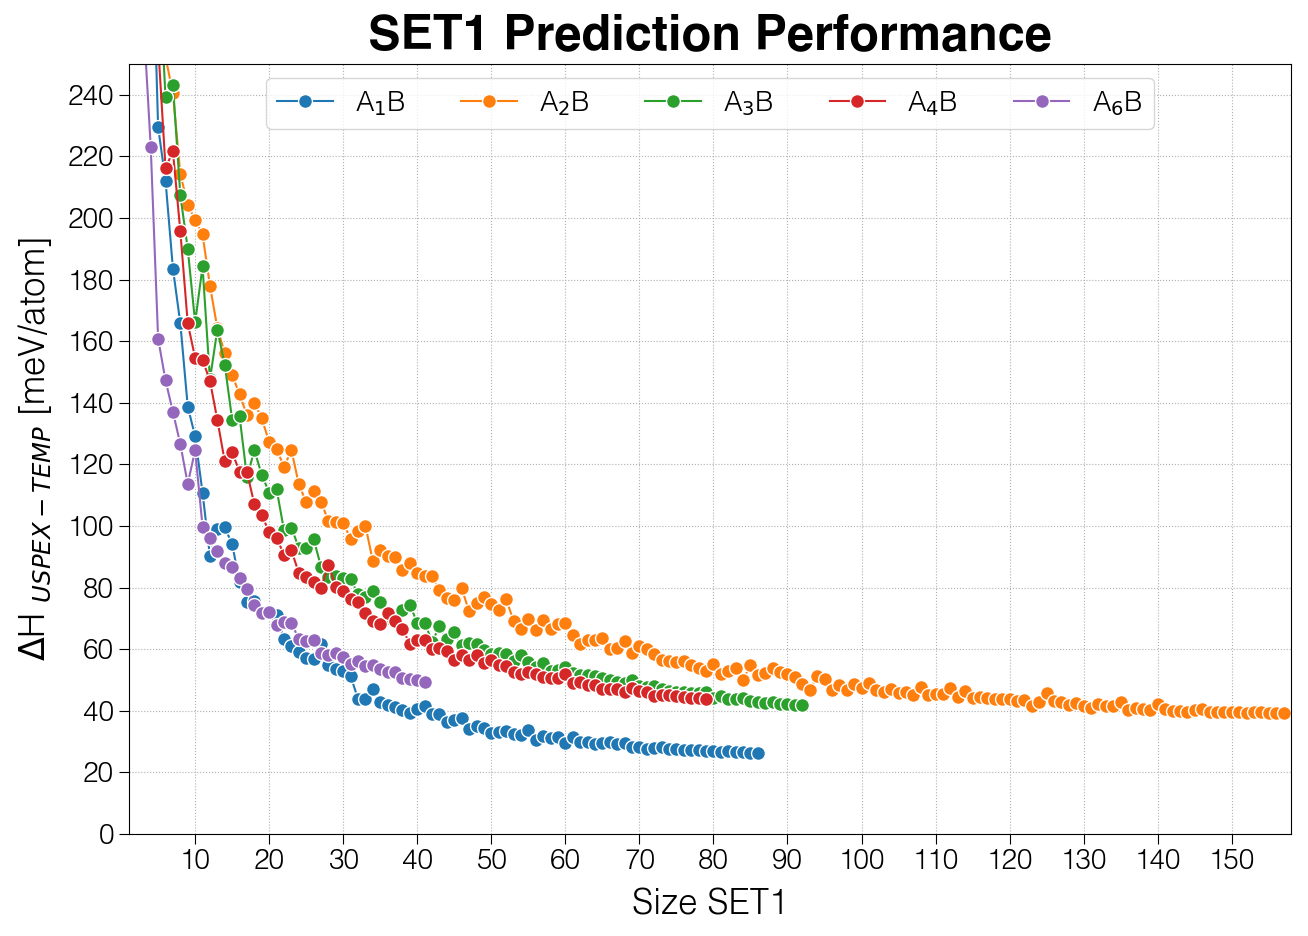 SET1 Prediction Performance
A₁B A₂B A₃B A₄B A₆B
240
220
200
180
160
140
120
100
80
60
40
20
0
ΔH USPEX−TEMP [meV/atom]
10 20 30 40 50 60 70 80 90 100 110 120 130 140 150
Size SET1